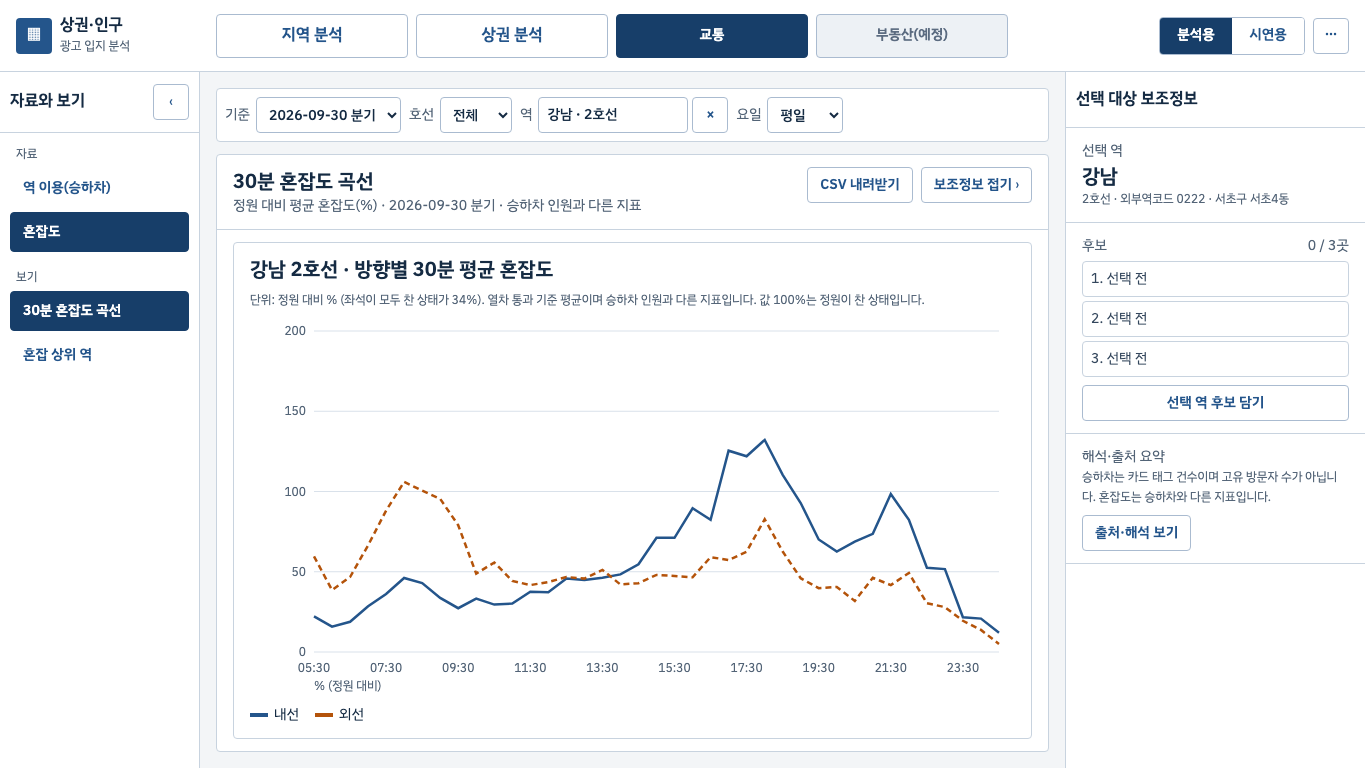 ▦
상권·인구
광고 입지 분석
지역 분석
상권 분석
교통
부동산(예정)
분석용
시연용
···
자료와 보기
‹
자료
역 이용(승하차)
혼잡도
보기
30분 혼잡도 곡선
혼잡 상위 역
기준 2026-09-30 분기 호선 전체 역 강남 · 2호선 × 요일 평일
30분 혼잡도 곡선
정원 대비 평균 혼잡도(%) · 2026-09-30 분기 · 승하차 인원과 다른 지표
CSV 내려받기
보조정보 접기 ›
강남 2호선 · 방향별 30분 평균 혼잡도
단위: 정원 대비 % (좌석이 모두 찬 상태가 34%). 열차 통과 기준 평균이며 승하차 인원과 다른 지표입니다. 값 100%는 정원이 찬 상태입니다.
200
150
100
50
0
05:30 07:30 09:30 11:30 13:30 15:30 17:30 19:30 21:30 23:30
% (정원 대비)
내선 외선
선택 대상 보조정보
선택 역
강남
2호선 · 외부역코드 0222 · 서초구 서초4동
후보 0 / 3곳
1. 선택 전
2. 선택 전
3. 선택 전
선택 역 후보 담기
해석·출처 요약
승하차는 카드 태그 건수이며 고유 방문자 수가 아닙니
다. 혼잡도는 승하차와 다른 지표입니다.
출처·해석 보기